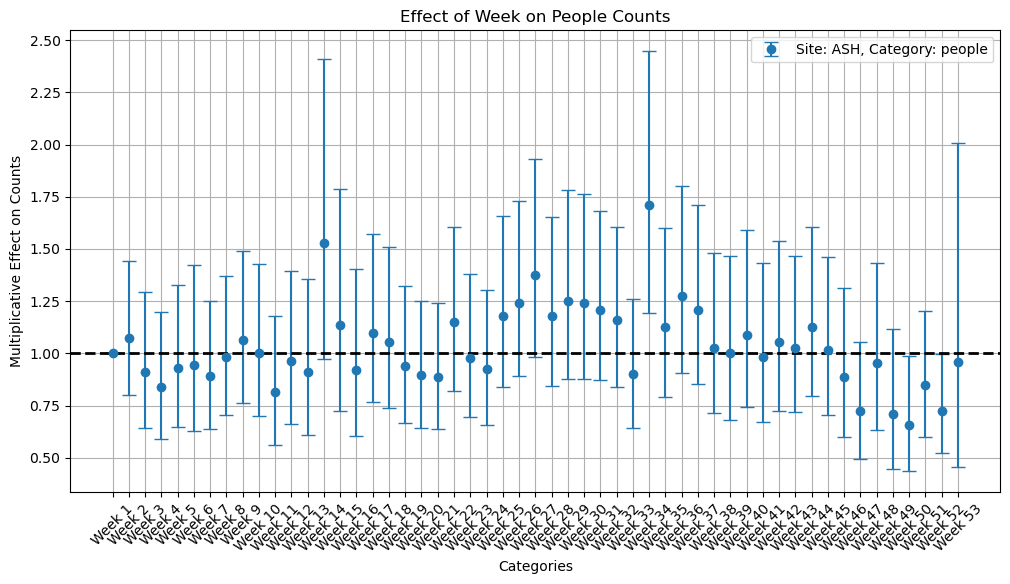 Effect of Week on People Counts
Site: ASH, Category: people
Multiplicative Effect on Counts
2.50
2.25
2.00
1.75
1.50
1.25
1.00
0.75
0.50
Week 1
Week 2
Week 3
Week 4
Week 5
Week 6
Week 7
Week 8
Week 9
Week 10
Week 11
Week 12
Week 13
Week 14
Week 15
Week 16
Week 17
Week 18
Week 19
Week 20
Week 21
Week 22
Week 23
Week 24
Week 25
Week 26
Week 27
Week 28
Week 29
Week 30
Week 31
Week 32
Week 33
Week 34
Week 35
Week 36
Week 37
Week 38
Week 39
Week 40
Week 41
Week 42
Week 43
Week 44
Week 45
Week 46
Week 47
Week 48
Week 49
Week 50
Week 51
Week 52
Week 53
Categories